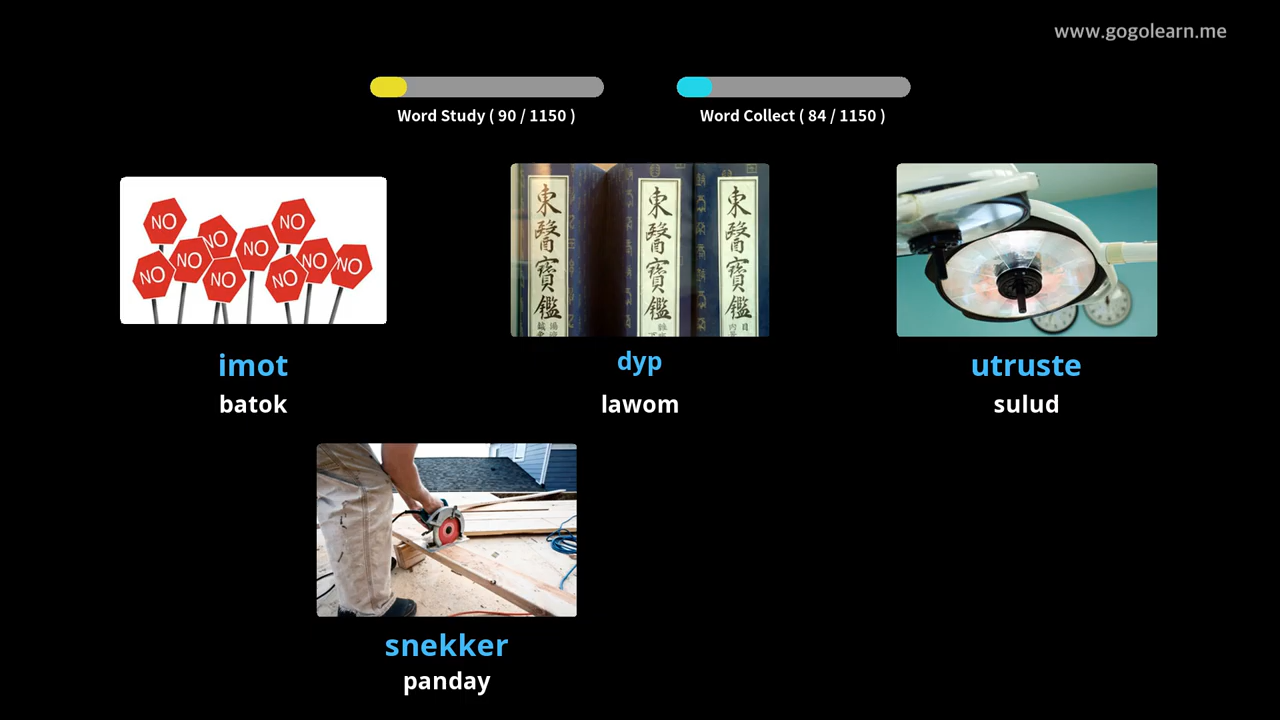 www.gogolearn.me
Word Study ( 90 / 1150 )
Word Collect ( 84 / 1150 )
NO
NO
NO
NO
NO
NO
NO
NO
NO
NO
東醫寶鑑
東醫寶鑑
東醫寶鑑
imot
batok
dyp
lawom
utruste
sulud
snekker
panday